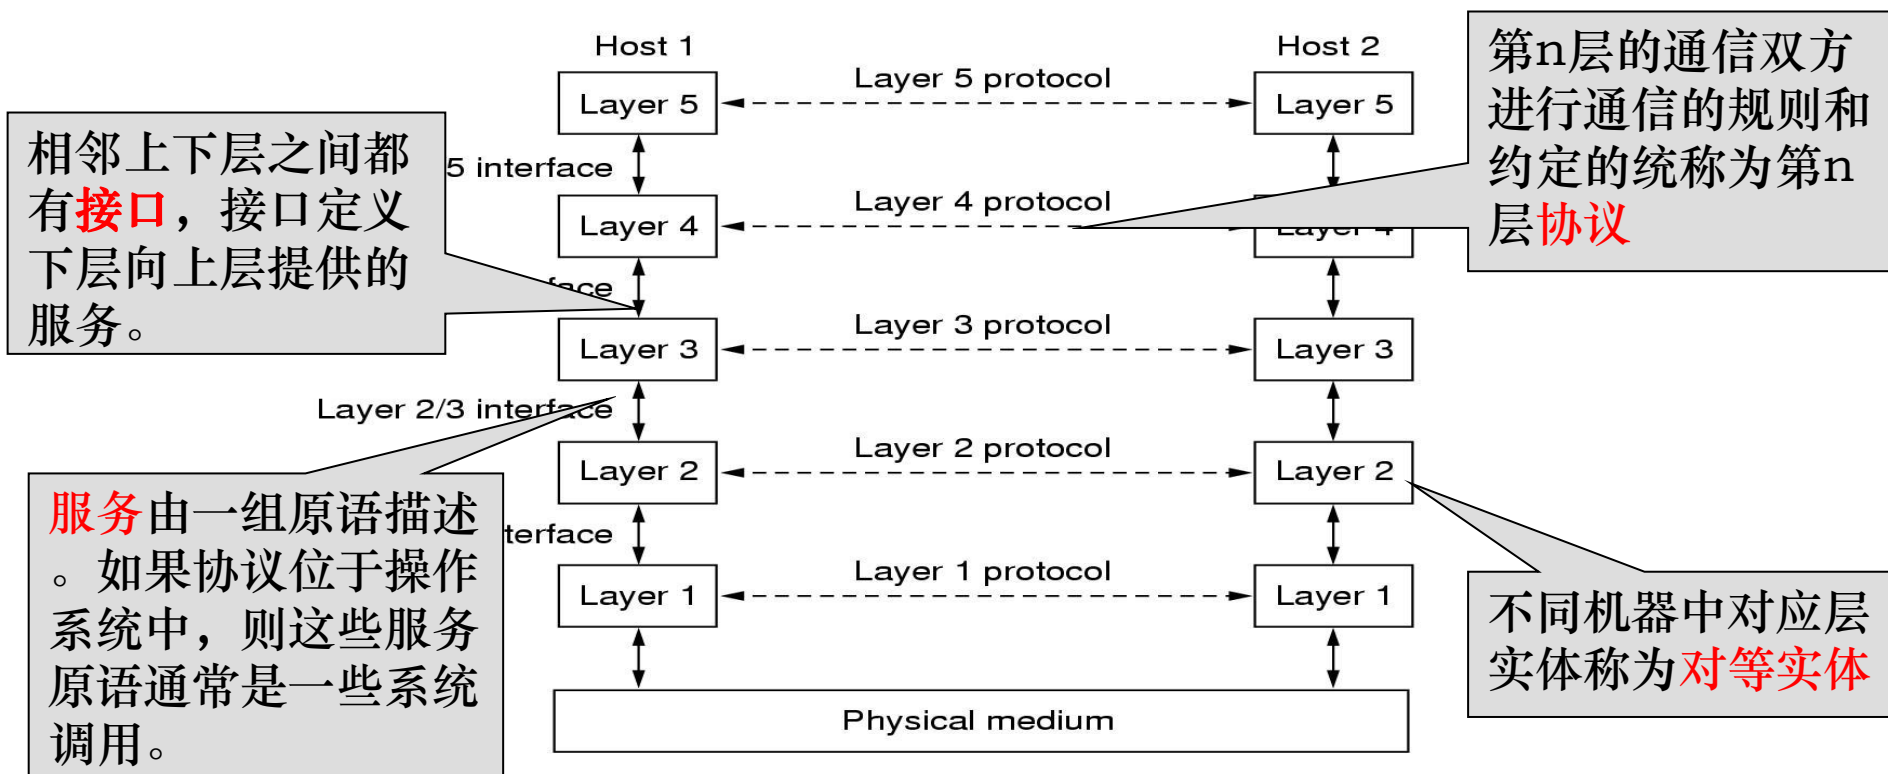 Host 1
Host 2
Layer 5 protocol
Layer 5
Layer 5
5 interface
Layer 4 protocol
Layer 4
Layer 3 protocol
Layer 3
Layer 3
Layer 2/3 interface
Layer 2 protocol
Layer 2
Layer 2
Layer 1 protocol
Layer 1
Layer 1
Physical medium
相邻上下层之间都
有接口，接口定义
下层向上层提供的
服务。
服务由一组原语描述
。如果协议位于操作
系统中，则这些服务
原语通常是一些系统
调用。
第n层的通信双方
进行通信的规则和
约定的统称为第n
层协议
不同机器中对应层
实体称为对等实体